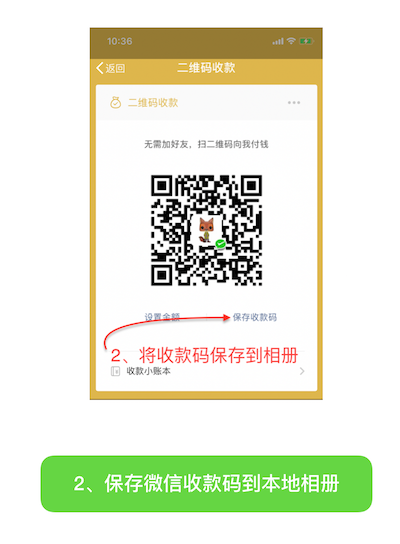 10:36
返回
二维码收款
二维码收款
无需加好友，扫二维码向我付钱
设置金额
保存收款码
2、将收款码保存到相册
收款小账本
2、保存微信收款码到本地相册